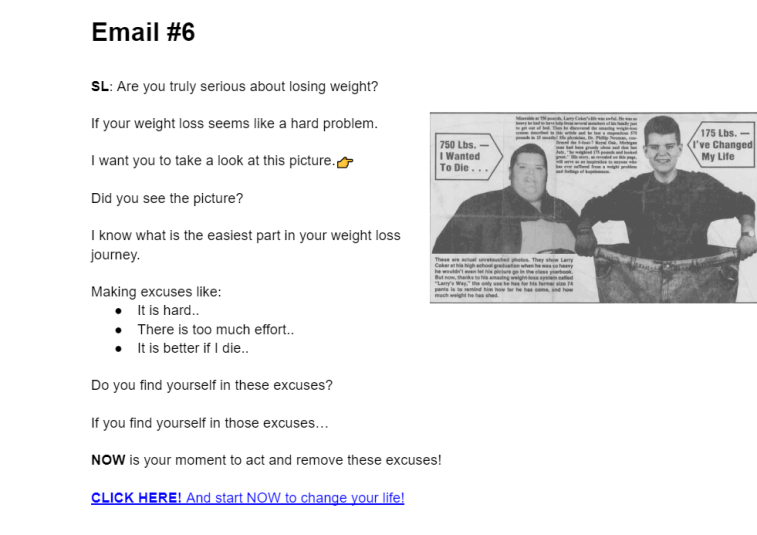 Email #6
SL: Are you truly serious about losing weight?
If your weight loss seems like a hard problem.
I want you to take a look at this picture.👉
Did you see the picture?
I know what is the easiest part in your weight loss
journey.
Making excuses like:
● It is hard..
● There is too much effort..
● It is better if I die..
Do you find yourself in these excuses?
If you find yourself in those excuses…
NOW is your moment to act and remove these excuses!
CLICK HERE! And start NOW to change your life!
750 Lbs. —
I Wanted
To Die . . .
175 Lbs. —
I've Changed
My Life
These are actual unretouched photos. They show Larry
Coker at his high school graduation when he was so heavy
he wouldn't even let his picture go in the class yearbook.
But now, thanks to his amazing weight-loss system called
"Larry's Way," the only use he has for his former size 74
pants is to remind him how far he has come, and how
much weight he has shed.